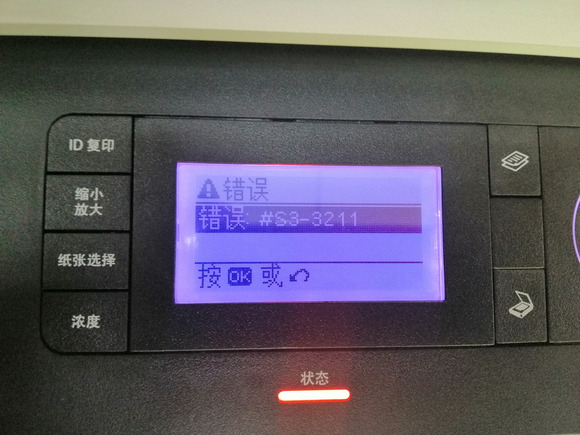 ID 复印
缩小
放大
纸张选择
浓度
错误
错误: #S3-3211
按 OK 或
状态